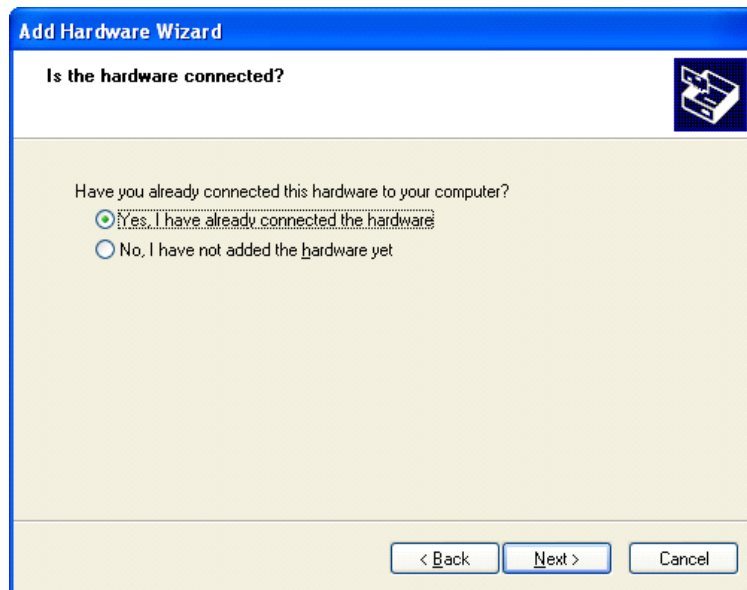 Add Hardware Wizard
Is the hardware connected?
Have you already connected this hardware to your computer?
Yes, I have already connected the hardware
No, I have not added the hardware yet
< Back Next > Cancel